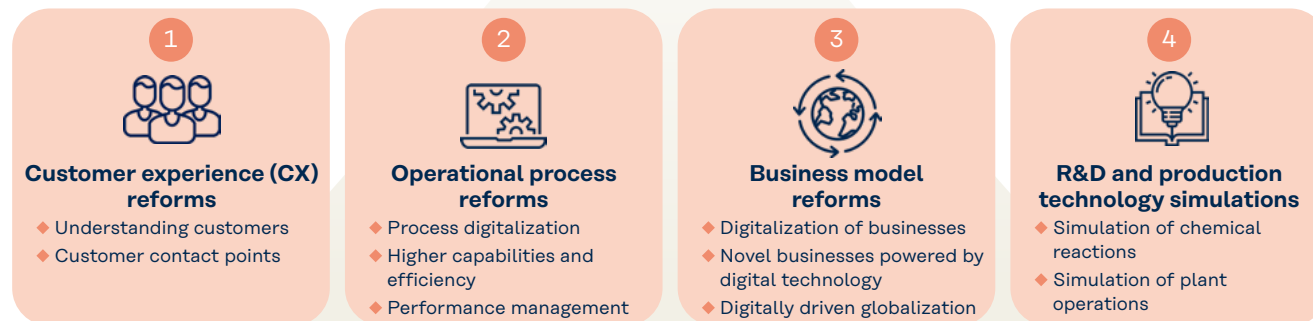 1
Customer experience (CX)
reforms
◆ Understanding customers
◆ Customer contact points
2
Operational process
reforms
◆ Process digitalization
◆ Higher capabilities and
efficiency
◆ Performance management
3
Business model
reforms
◆ Digitalization of businesses
◆ Novel businesses powered by
digital technology
◆ Digitally driven globalization
4
R&D and production
technology simulations
◆ Simulation of chemical
reactions
◆ Simulation of plant
operations